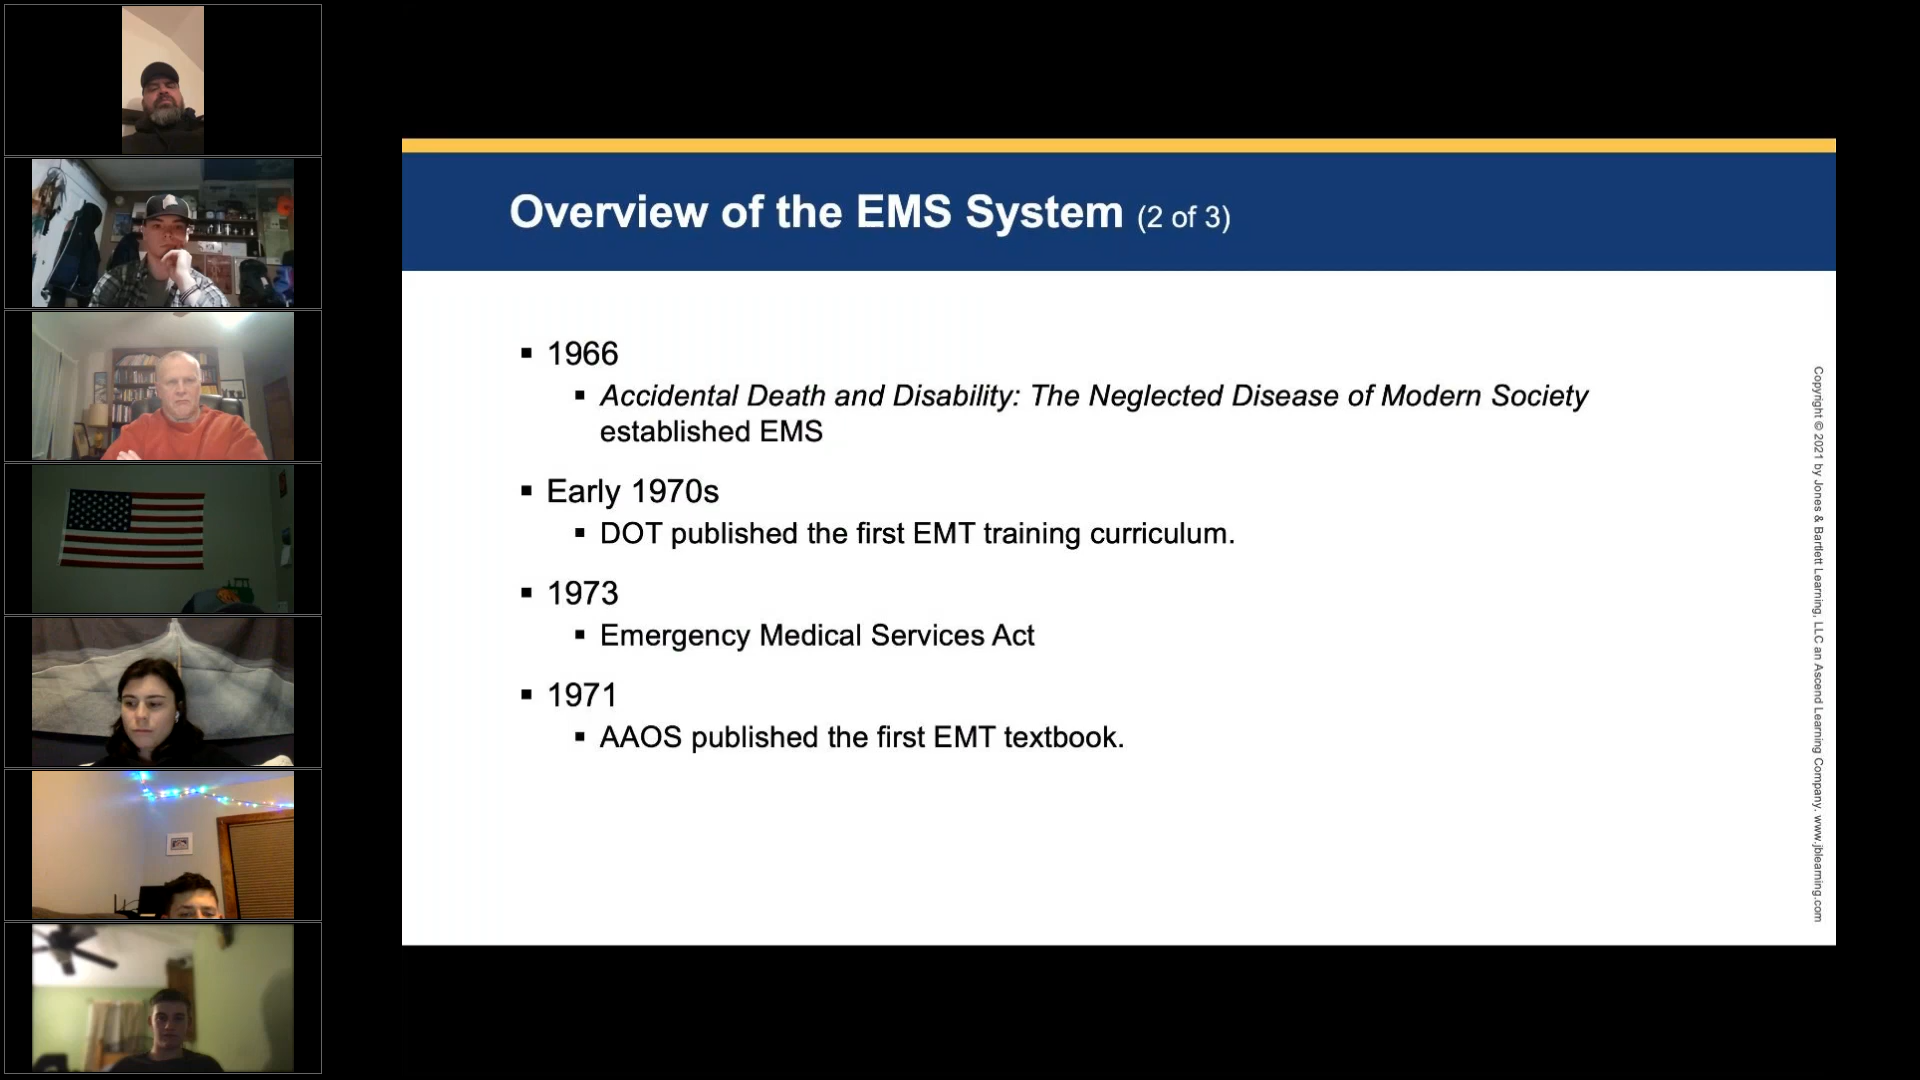 Overview of the EMS System (2 of 3)
▪ 1966
▪ Accidental Death and Disability: The Neglected Disease of Modern Society
established EMS
▪ Early 1970s
▪ DOT published the first EMT training curriculum.
▪ 1973
▪ Emergency Medical Services Act
▪ 1971
▪ AAOS published the first EMT textbook.
Copyright © 2021 by Jones & Bartlett Learning, LLC an Ascend Learning Company. www.jblearning.com